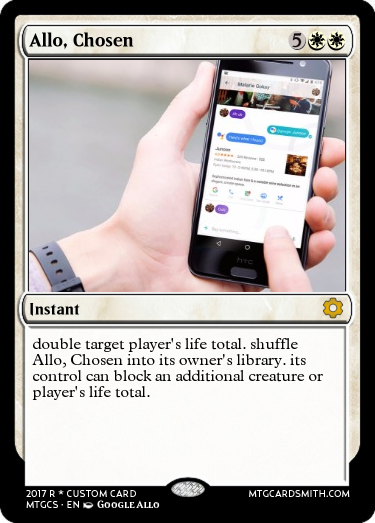 Allo, Chosen 5
Instant
double target player's life total. shuffle
Allo, Chosen into its owner's library. its
control can block an additional creature or
player's life total.
2017 R * CUSTOM CARD
MTGCS • EN GOOGLE ALLO
MTGCARDSMITH.COM